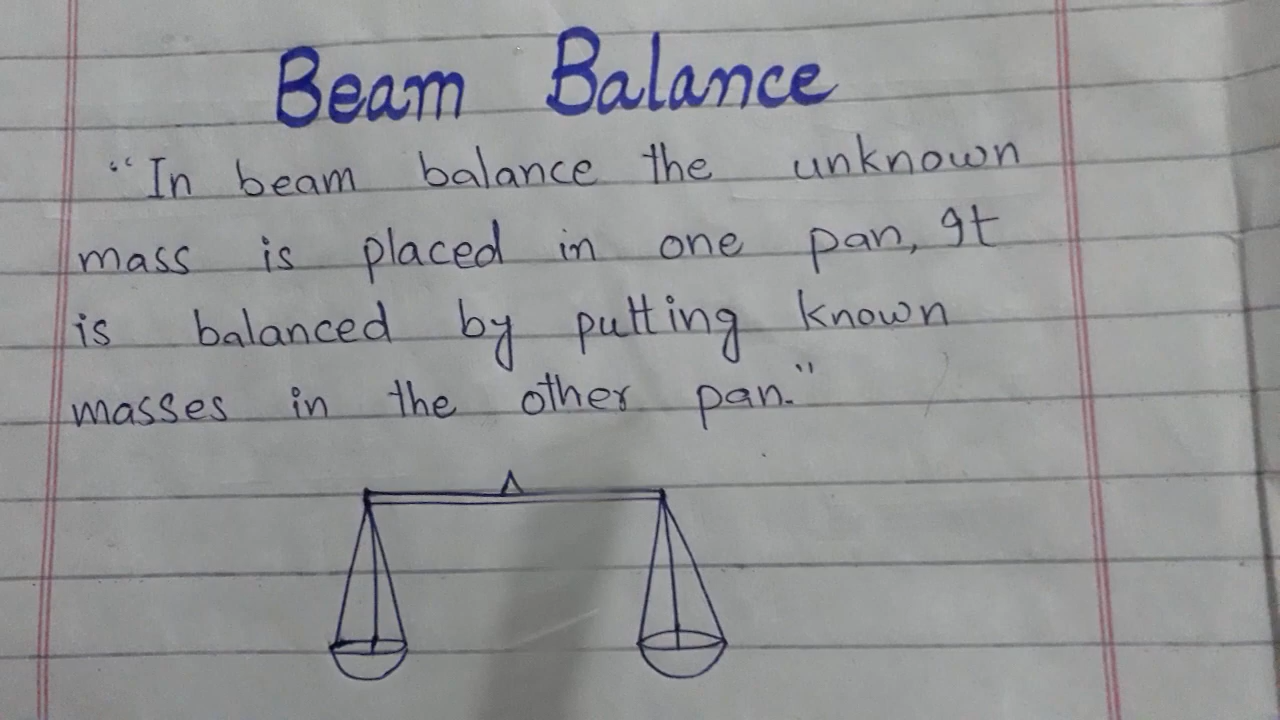 Beam Balance
"In beam balance the unknown
mass is placed in one pan, It
is balanced by putting known
masses in the other pan."